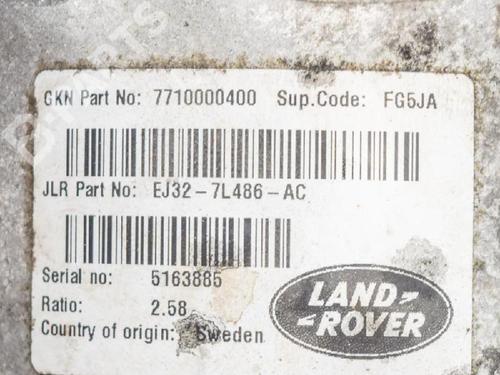 GKN Part No: 7710000400 Sup.Code: FG5JA
JLR Part No: EJ32-7L486-AC
Serial no: 5163885
Ratio: 2.58
Country of origin: Sweden
LAND-
-ROVER